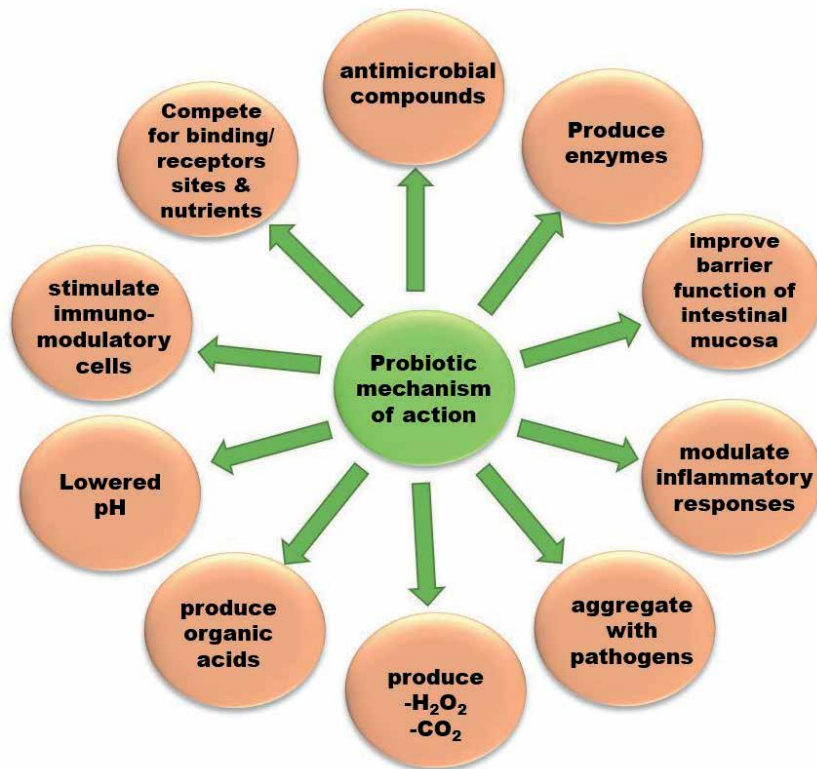 antimicrobial
compounds
Produce
enzymes
improve
barrier
function of
intestinal
mucosa
modulate
inflammatory
responses
aggregate
with
pathogens
produce
-H₂O₂
-CO₂
produce
organic
acids
Lowered
pH
stimulate
immuno-
modulatory
cells
Compete
for binding/
receptors
sites &
nutrients
Probiotic
mechanism
of action